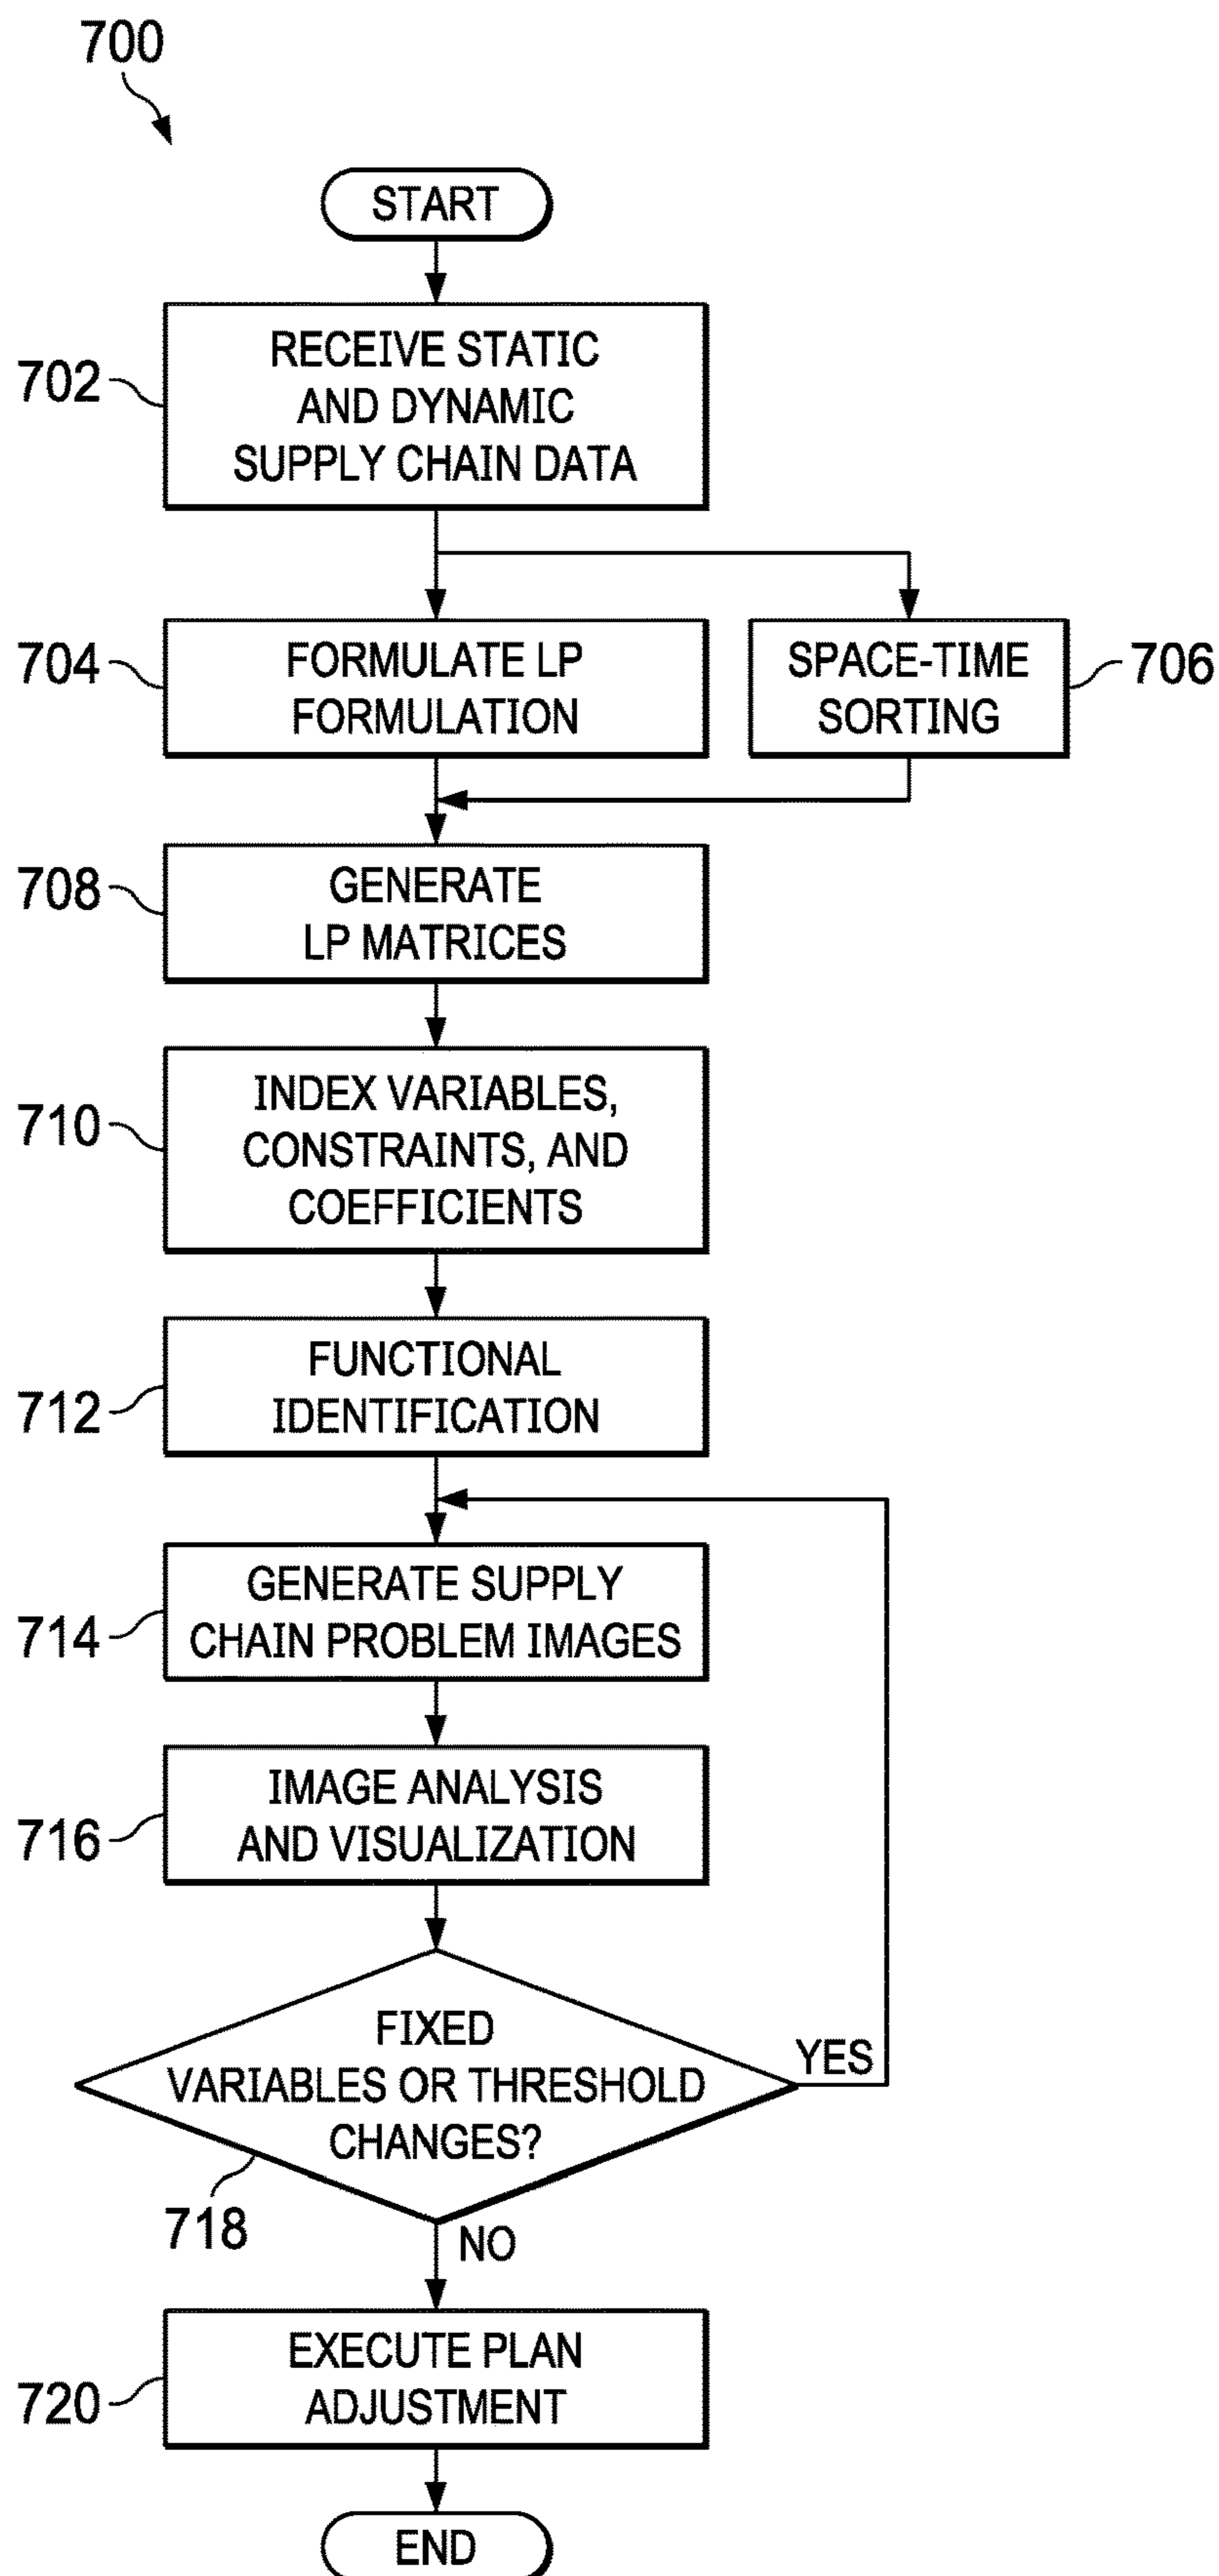 700
START
702
RECEIVE STATIC
AND DYNAMIC
SUPPLY CHAIN DATA
704
FORMULATE LP
FORMULATION
SPACE-TIME
SORTING
706
708
GENERATE
LP MATRICES
710
INDEX VARIABLES,
CONSTRAINTS, AND
COEFFICIENTS
712
FUNCTIONAL
IDENTIFICATION
714
GENERATE SUPPLY
CHAIN PROBLEM IMAGES
716
IMAGE ANALYSIS
AND VISUALIZATION
FIXED
VARIABLES OR THRESHOLD
CHANGES?
YES
718
NO
720
EXECUTE PLAN
ADJUSTMENT
END